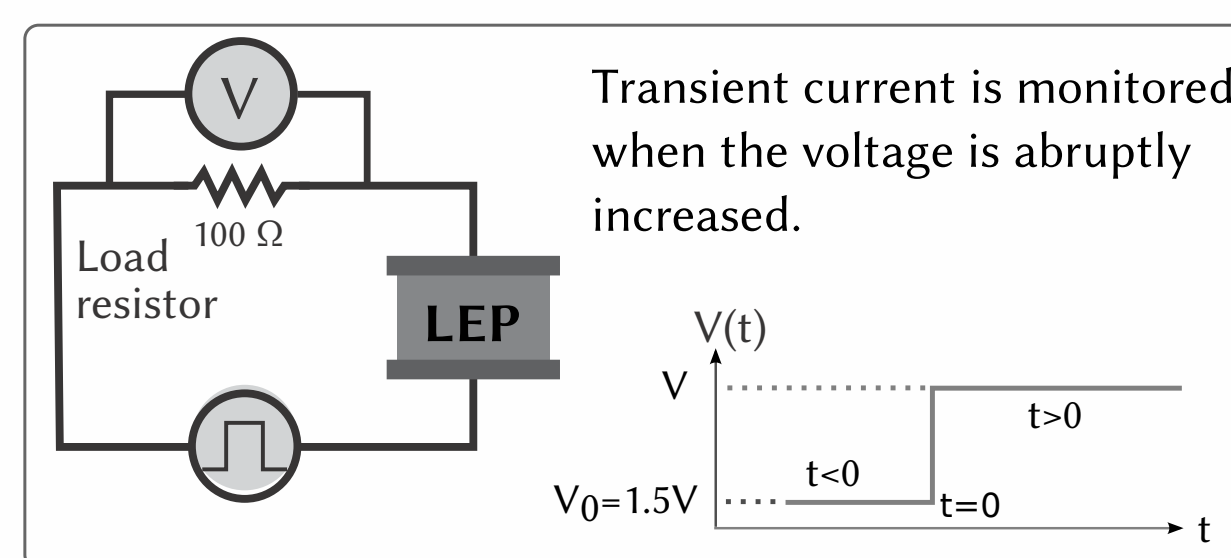 V
100 Ω
Load
resistor
LEP
Transient current is monitored
when the voltage is abruptly
increased.
V(t)
V
t>0
t<0
V0=1.5V
t=0
t